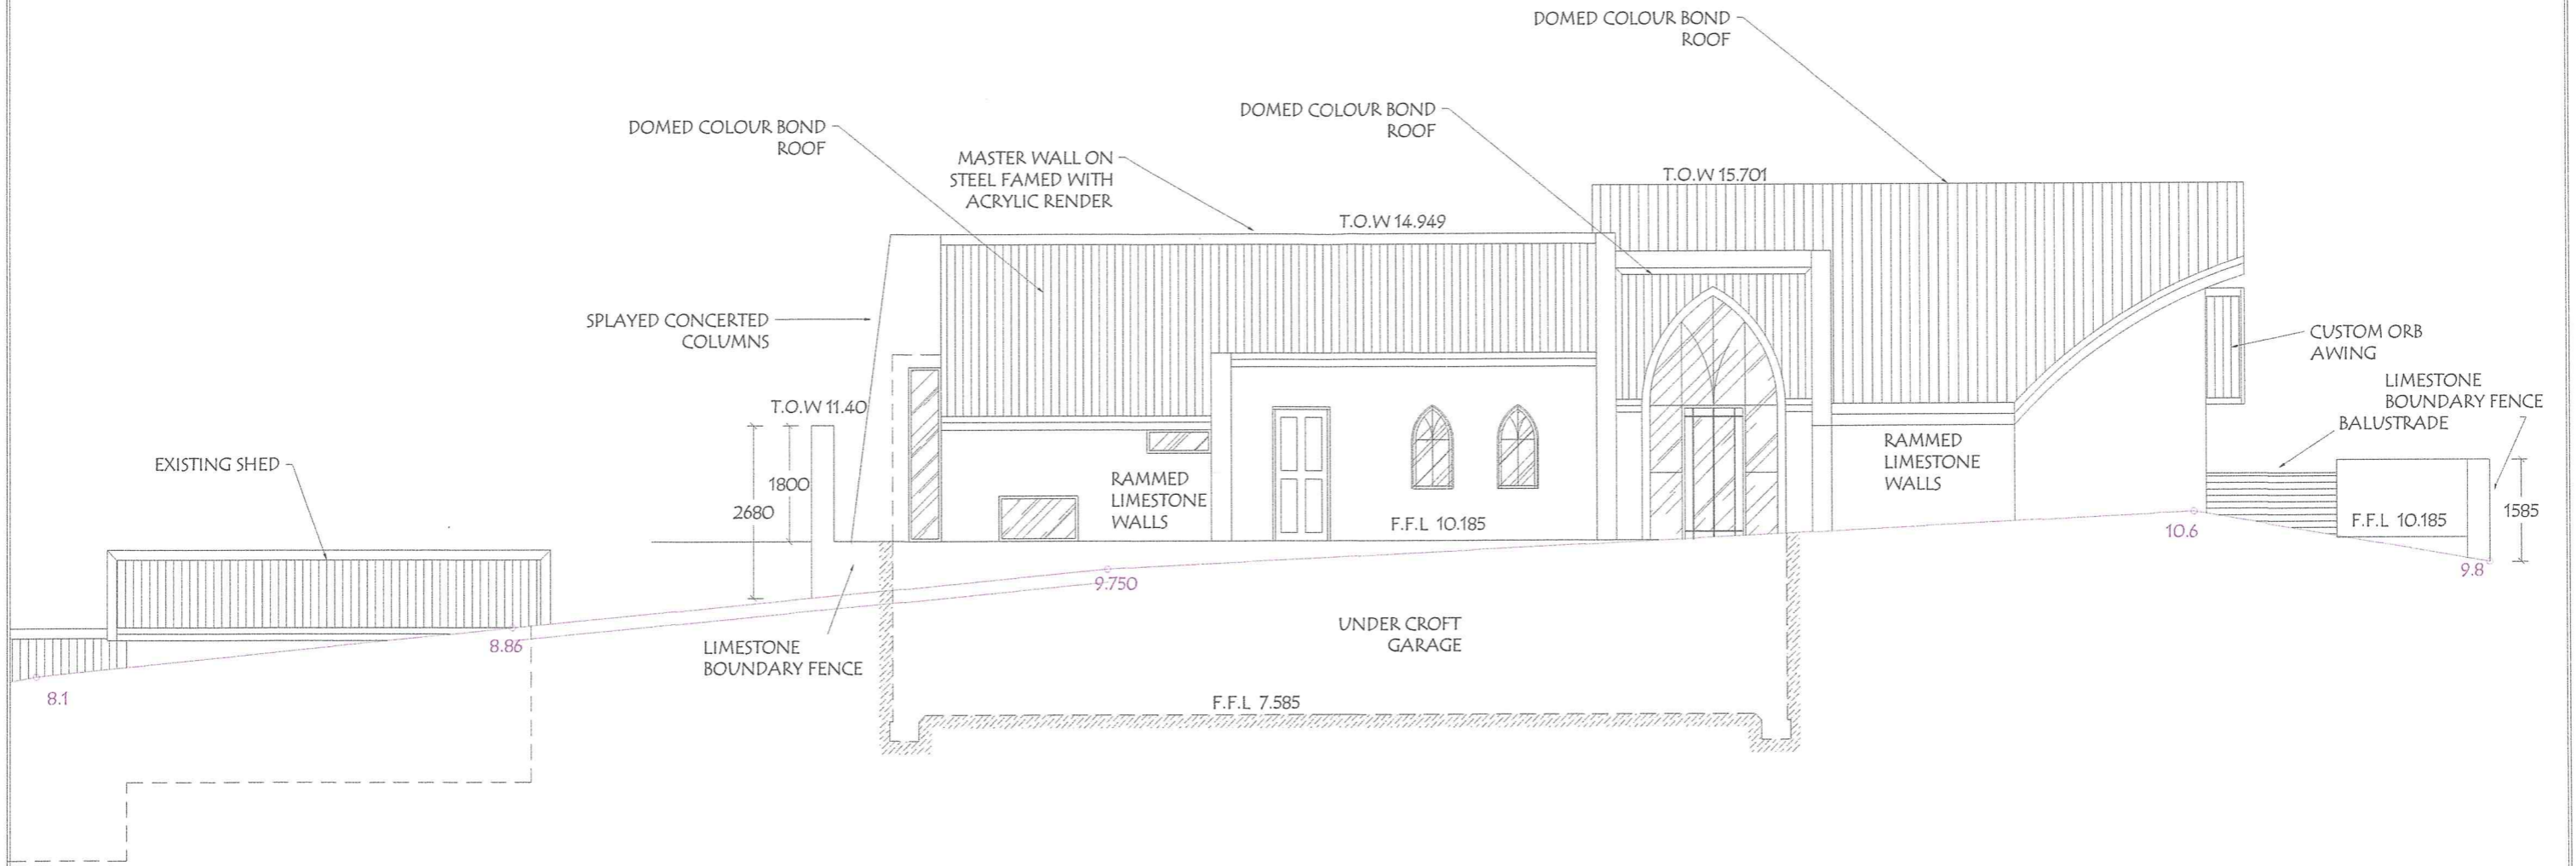 DOMED COLOUR BOND
ROOF
DOMED COLOUR BOND
ROOF
DOMED COLOUR BOND
ROOF
MASTER WALL ON
STEEL FAMED WITH
ACRYLIC RENDER
T.O.W 15.701
T.O.W 14.949
SPLAYED CONCERTED
COLUMNS
CUSTOM ORB
AWING
LIMESTONE
BOUNDARY FENCE
BALUSTRADE
T.O.W 11.40
EXISTING SHED
1800
2680
RAMMED
LIMESTONE
WALLS
RAMMED
LIMESTONE
WALLS
F.F.L 10.185
F.F.L 10.185
1585
10.6
9.8
9.750
8.86
8.1
LIMESTONE
BOUNDARY FENCE
UNDER CROFT
GARAGE
F.F.L 7.585